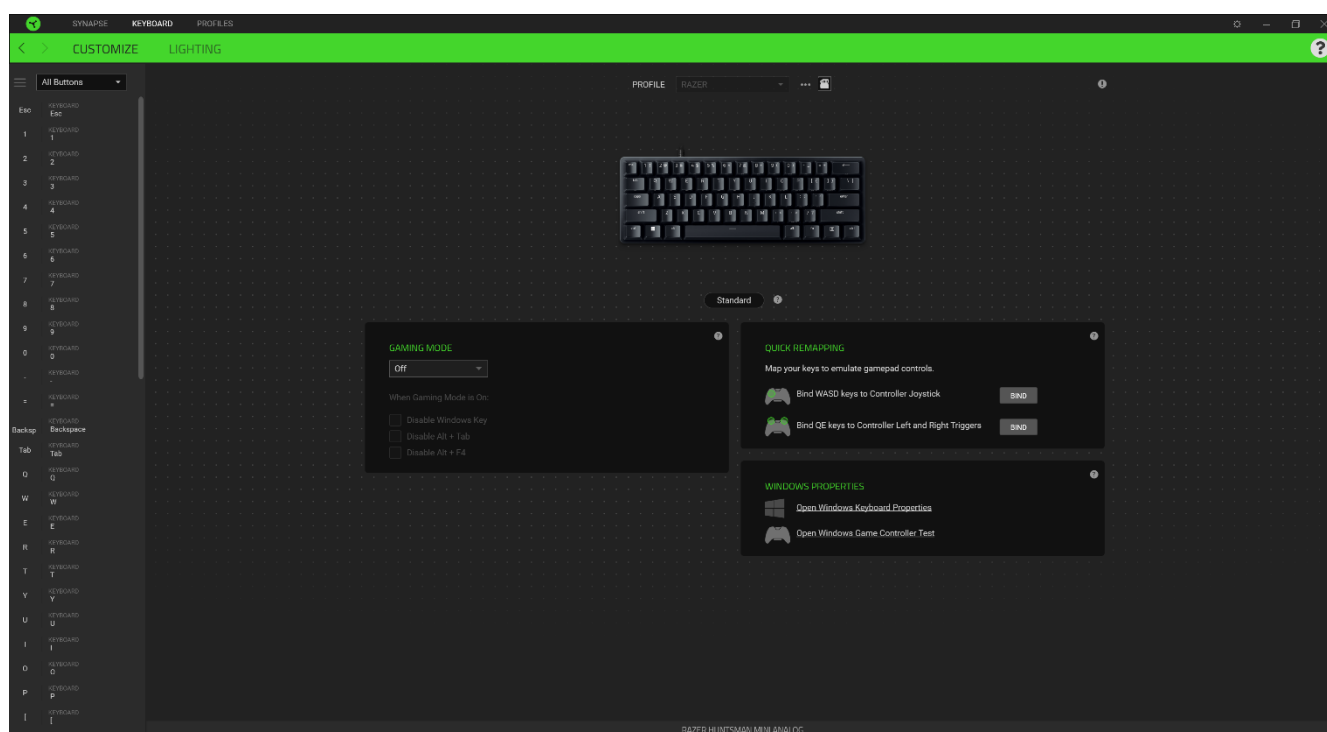 SYNAPSE KEYBOARD PROFILES
CUSTOMIZE LIGHTING
?
All Buttons
PROFILE RAZER
Esc KEYBOARD
Esc
1 KEYBOARD
1
2 KEYBOARD
2
3 KEYBOARD
3
4 KEYBOARD
4
5 KEYBOARD
5
6 KEYBOARD
6
7 KEYBOARD
7
8 KEYBOARD
8
9 KEYBOARD
9
0 KEYBOARD
0
- KEYBOARD
-
= KEYBOARD
=
Backsp KEYBOARD
Backspace
Tab KEYBOARD
Tab
Q KEYBOARD
Q
W KEYBOARD
W
E KEYBOARD
E
R KEYBOARD
R
T KEYBOARD
T
Y KEYBOARD
Y
U KEYBOARD
U
I KEYBOARD
I
O KEYBOARD
O
P KEYBOARD
P
[ KEYBOARD
[
Standard ?
GAMING MODE
Off
When Gaming Mode is On:
Disable Windows Key
Disable Alt + Tab
Disable Alt + F4
QUICK REMAPPING
Map your keys to emulate gamepad controls.
Bind WASD keys to Controller Joystick BIND
Bind QE keys to Controller Left and Right Triggers BIND
WINDOWS PROPERTIES
Open Windows Keyboard Properties
Open Windows Game Controller Test
RAZER HUNTSMAN MINI ANALOG